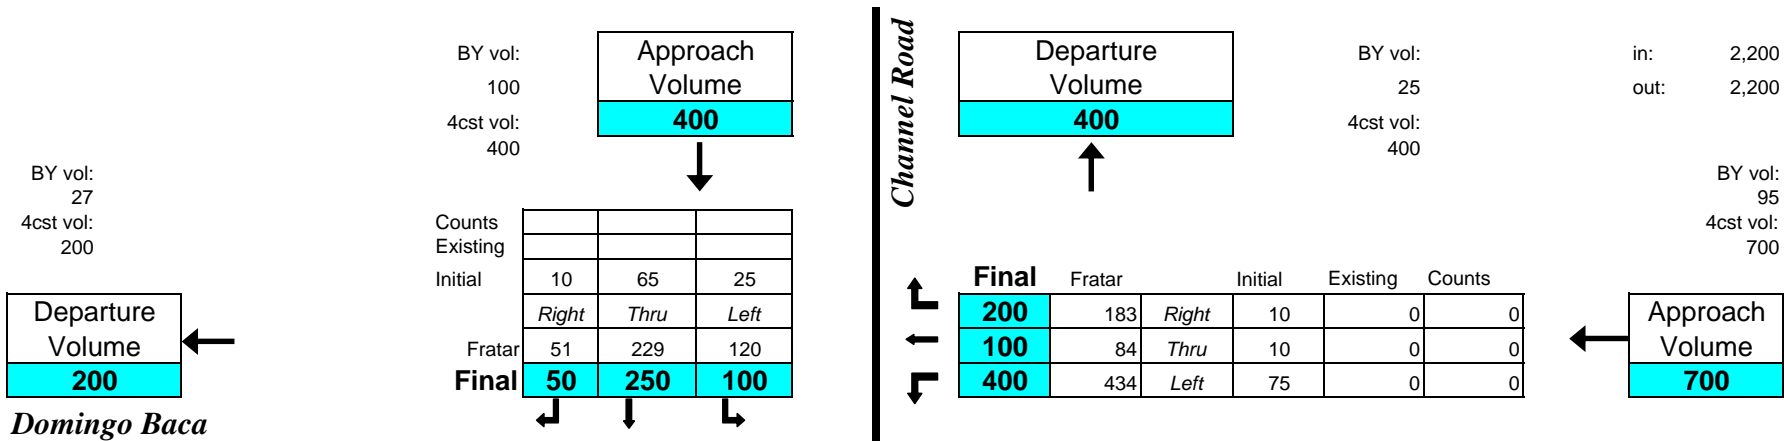 BY vol:
100
4cst vol:
400
Approach
Volume
400
Channel Road
Departure
Volume
400
BY vol:
25
4cst vol:
400
in: 2,200
out: 2,200
BY vol:
27
4cst vol:
200
Departure
Volume
200
Domingo Baca
Counts
Existing
Initial 10 65 25
Right Thru Left
Fratar 51 229 120
Final 50 250 100
Final Fratar Initial Existing Counts
200 183 Right 10 0 0
100 84 Thru 10 0 0
400 434 Left 75 0 0
BY vol:
95
4cst vol:
700
Approach
Volume
700